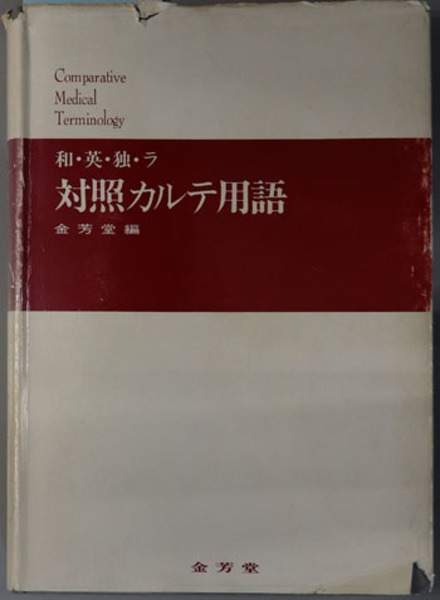 Comparative
Medical
Terminology
和・英・独・ラ
対照カルテ用語
金芳堂編
金芳堂